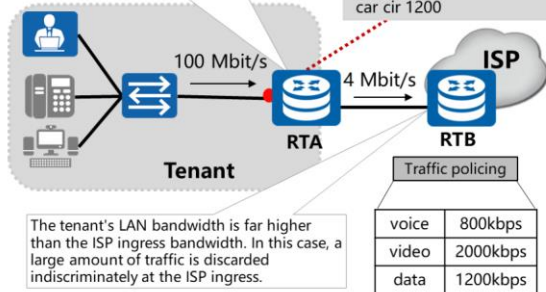 car cir 1200
100 Mbit/s
4 Mbit/s
ISP
RTA
RTB
Tenant
Traffic policing
The tenant's LAN bandwidth is far higher
than the ISP ingress bandwidth. In this case, a
large amount of traffic is discarded
indiscriminately at the ISP ingress.
voice 800kbps
video 2000kbps
data 1200kbps